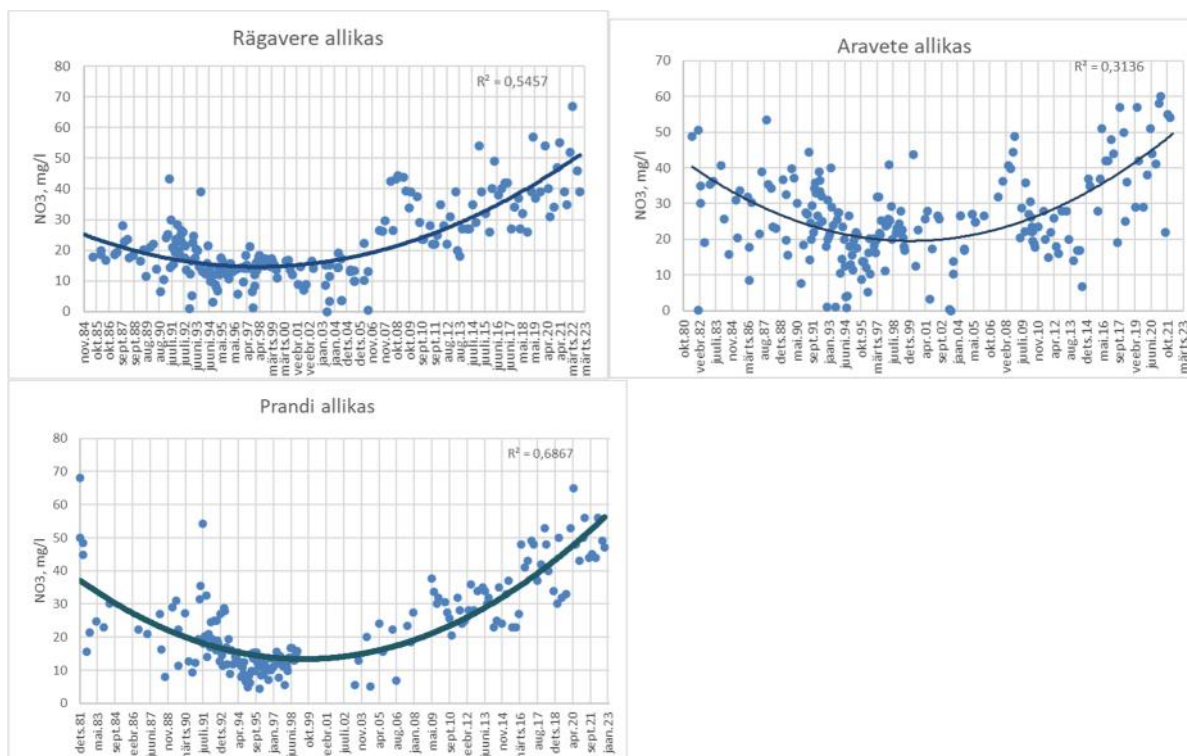 Rägavere allikas
R² = 0,5457
NO3, mg/l
80
70
60
50
40
30
20
10
0
nov.84
okt.85
okt.86
sept.87
sept.88
aug.89
aug.90
juuli.91
juuli.92
juuni.93
juuni.94
mai.95
mai.96
apr.97
apr.98
märts.99
märts.00
veebr.01
veebr.02
jaan.03
jaan.04
dets.04
dets.05
nov.06
nov.07
okt.08
okt.09
sept.10
sept.11
aug.12
aug.13
juuli.14
juuli.15
juuni.16
juuni.17
mai.18
mai.19
apr.20
apr.21
märts.22
märts.23
Aravete allikas
R² = 0,3136
NO3, mg/l
70
60
50
40
30
20
10
0
okt.80
veebr.82
juuli.83
nov.84
märts.86
aug.87
dets.88
mai.90
sept.91
jaan.93
juuni.94
okt.95
märts.97
juuli.98
dets.99
apr.01
sept.02
jaan.04
mai.05
okt.06
veebr.08
juuli.09
nov.10
apr.12
aug.13
dets.14
mai.16
sept.17
veebr.19
juuni.20
okt.21
märts.23
Prandi allikas
R² = 0,6867
NO3, mg/l
80
70
60
50
40
30
20
10
0
dets.81
mai.83
sept.84
veebr.86
juuni.87
nov.88
märts.90
juuli.91
dets.92
apr.94
sept.95
jaan.97
juuni.98
okt.99
veebr.01
juuli.02
nov.03
apr.05
aug.06
jaan.08
mai.09
sept.10
veebr.12
juuni.13
nov.14
märts.16
aug.17
dets.18
apr.20
sept.21
jaan.23